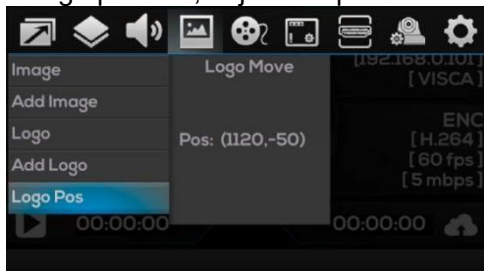 Image
Add Image
Logo
Add Logo
Logo Pos
Logo Move
Pos: (1120,-50)
[192.168.0.101]
[VISCA]
ENC
[H.264]
[60 fps]
[5 mbps]
00:00:00
00:00:00